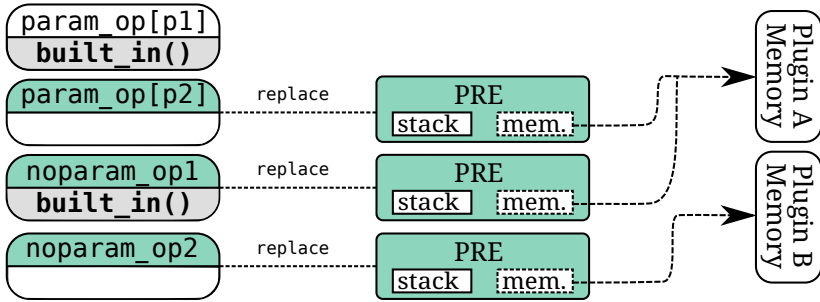 param_op[p1]
built_in()
param_op[p2]
replace
PRE
stack
mem.
noparam_op1
built_in()
replace
PRE
stack
mem.
noparam_op2
replace
PRE
stack
mem.
Plugin A
Memory
Plugin B
Memory